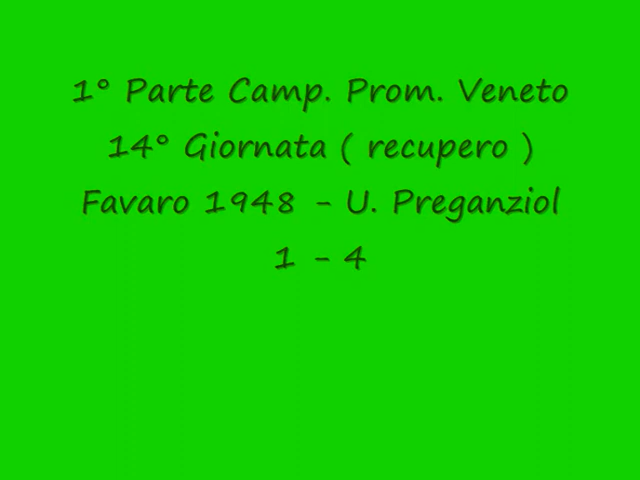 1° Parte Camp. Prom. Veneto
14° Giornata ( recupero )
Favaro 1948 - U. Preganziol
1 - 4